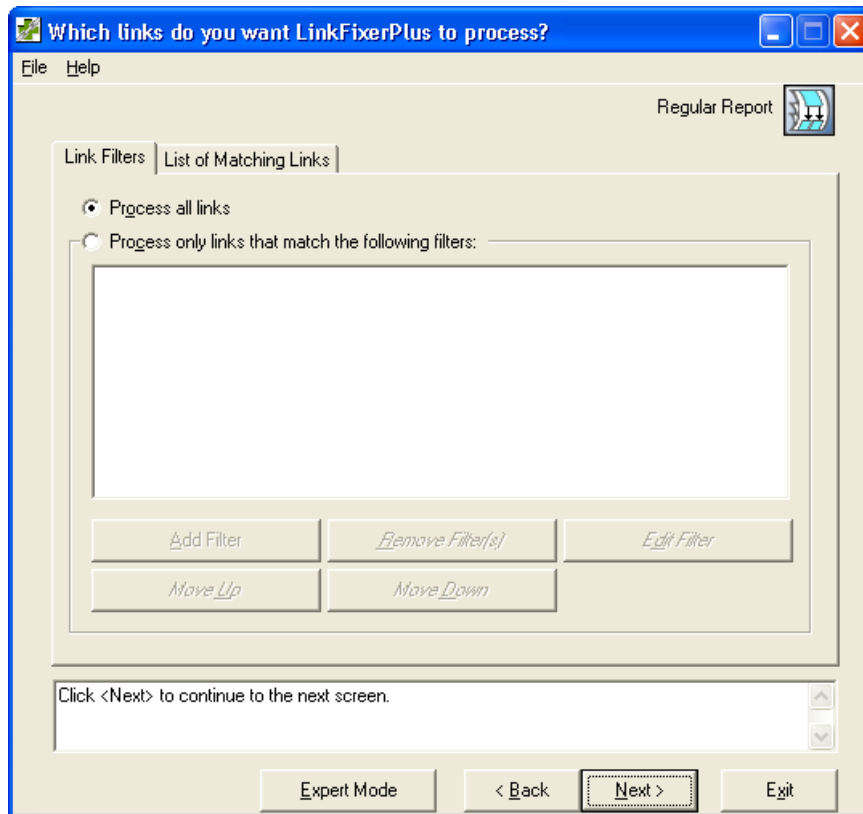 Which links do you want LinkFixerPlus to process?
File Help
Regular Report
Link Filters List of Matching Links
Process all links
Process only links that match the following filters:
Add Filter Remove Filter(s) Edit Filter
Move Up Move Down
Click <Next> to continue to the next screen.
Expert Mode < Back Next > Exit